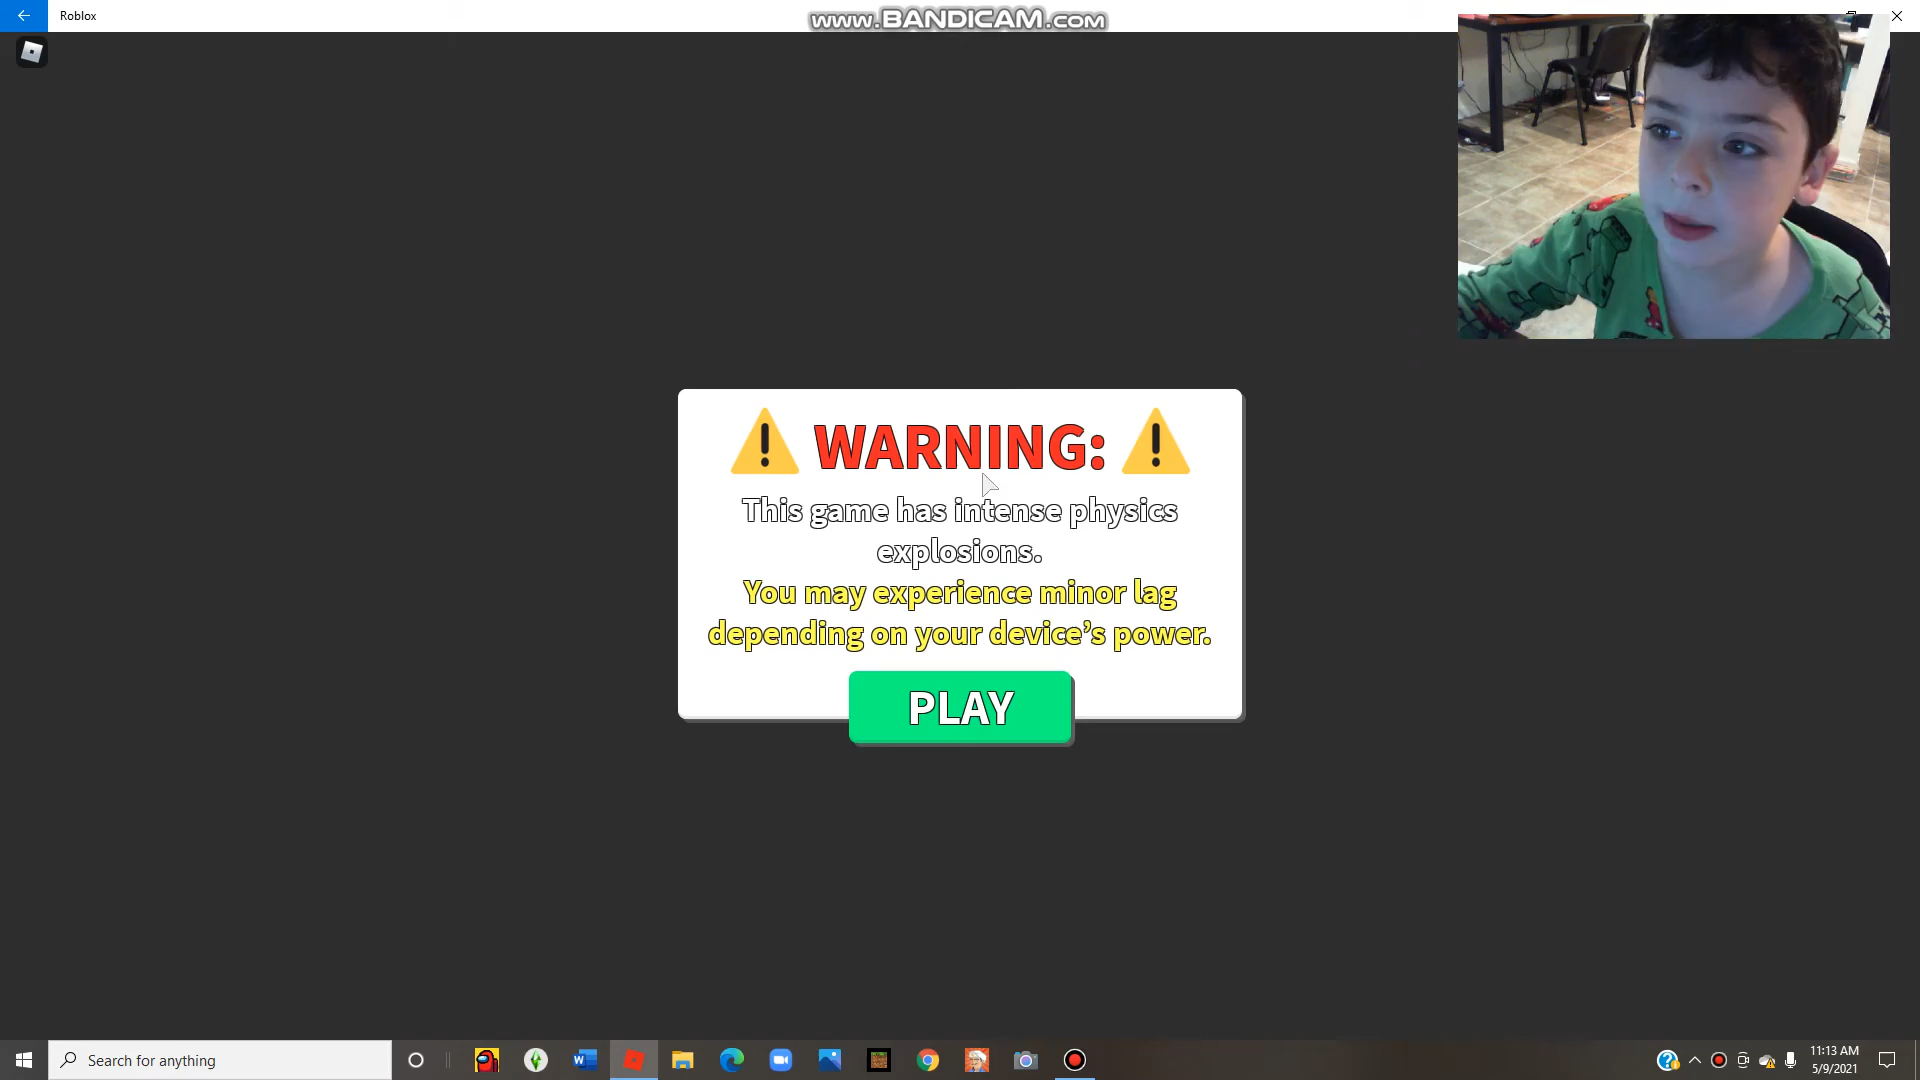 Roblox
www.BANDICAM.com
WARNING:
This game has intense physics
explosions.
You may experience minor lag
depending on your device's power.
PLAY
Search for anything
11:13 AM
5/9/2021